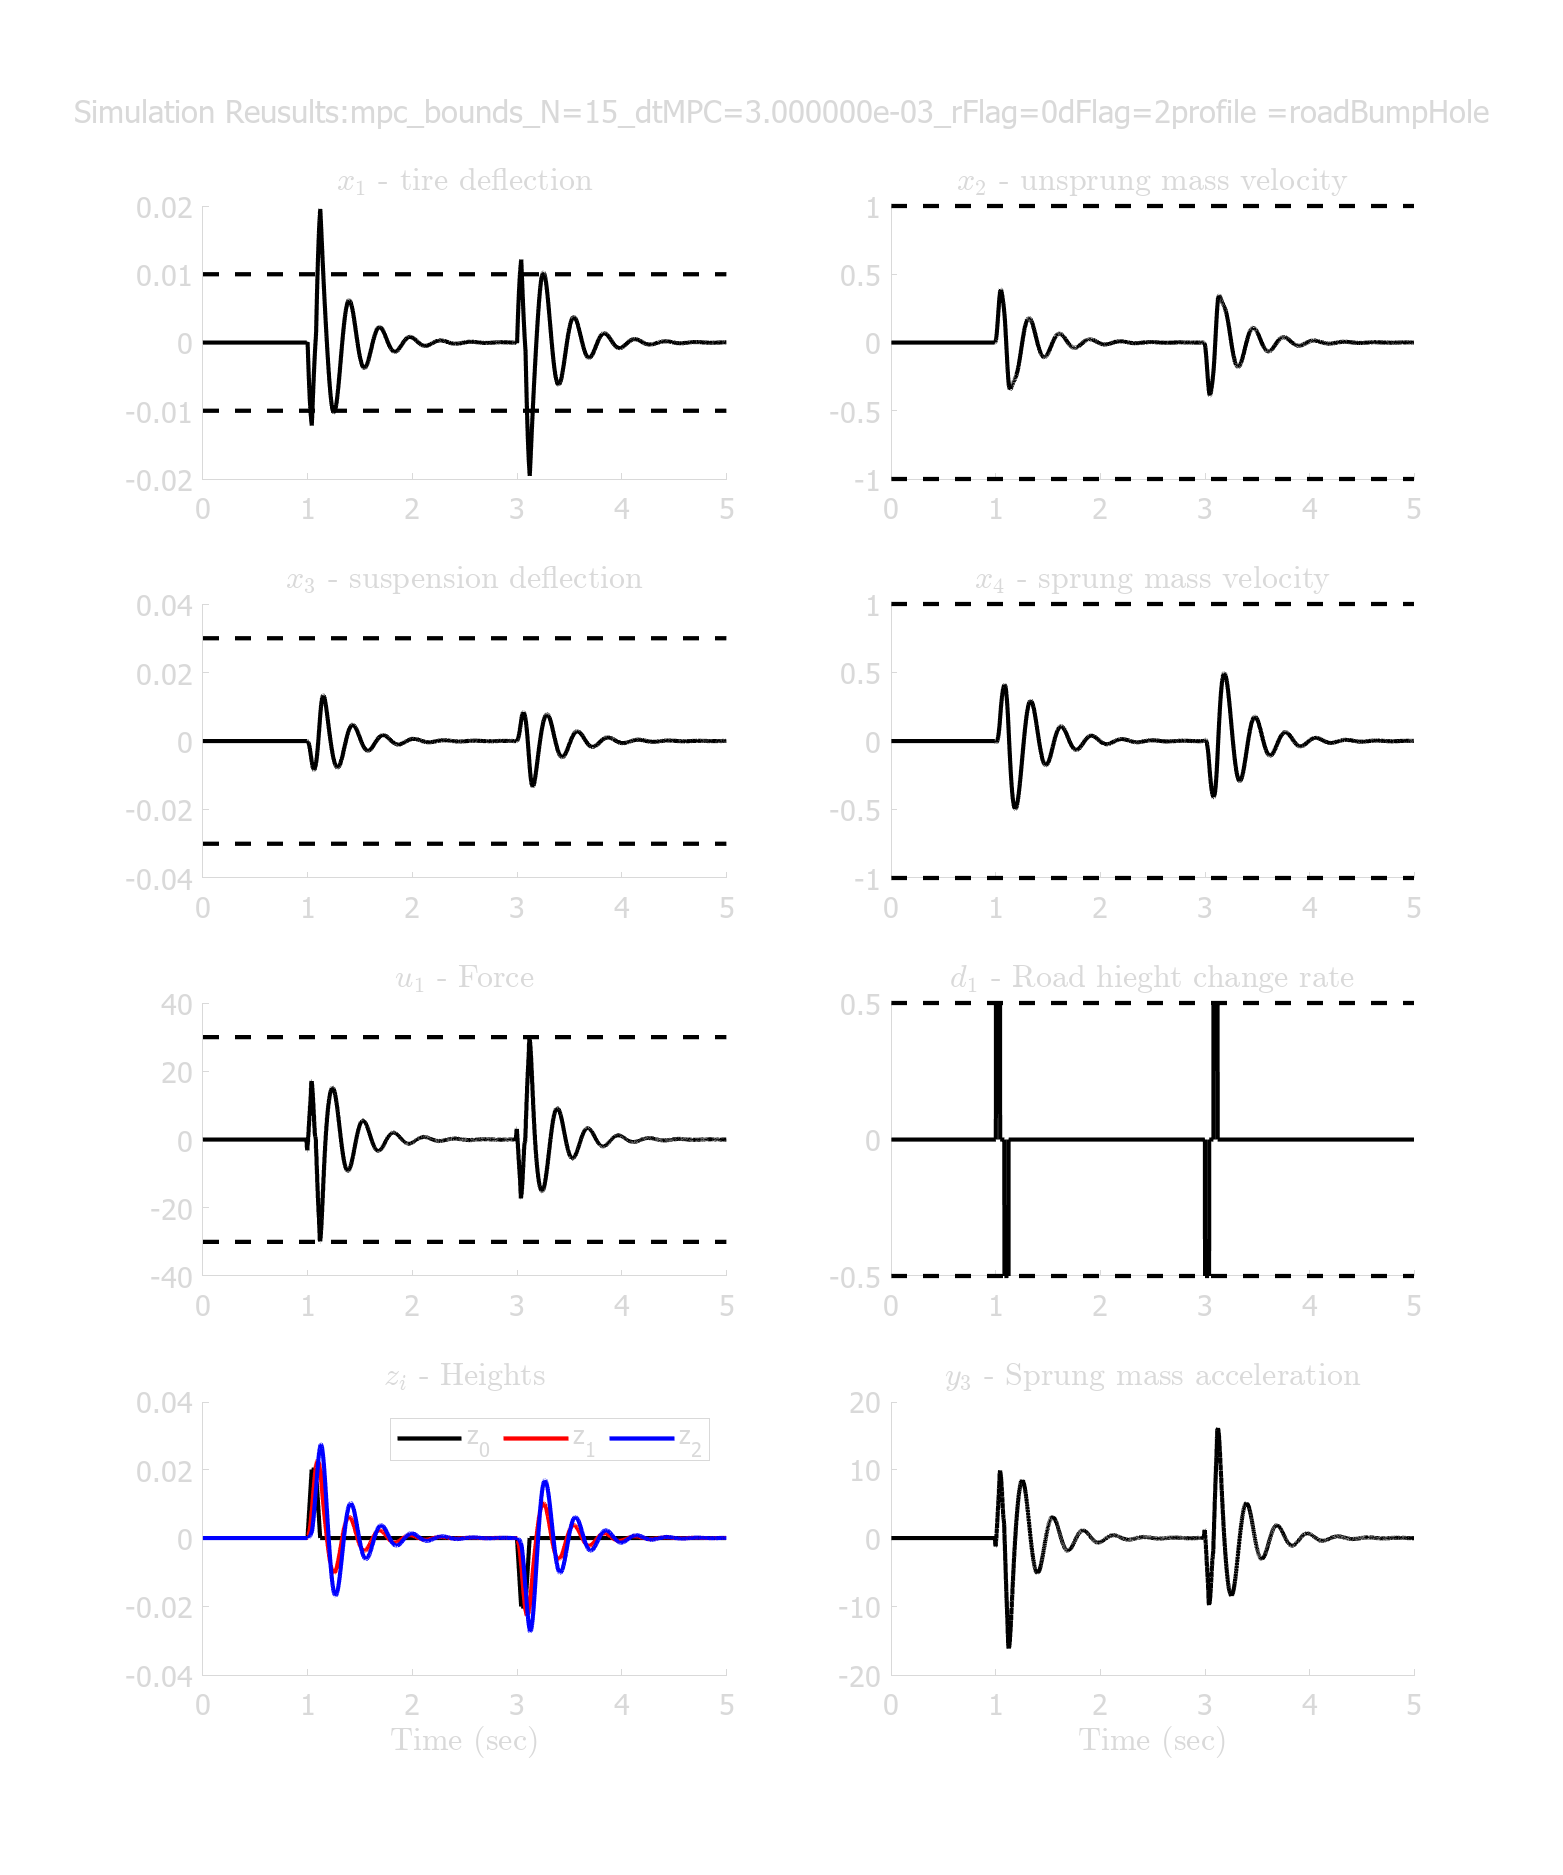 Simulation Reusults:mpc_bounds_N=15_dtMPC=3.000000e-03_rFlag=0dFlag=2profile =roadBumpHole
x1 - tire deflection
0.02
0.01
0
-0.01
-0.02
0 1 2 3 4 5
x2 - unsprung mass velocity
1
0.5
0
-0.5
-1
0 1 2 3 4 5
x3 - suspension deflection
0.04
0.02
0
-0.02
-0.04
0 1 2 3 4 5
x4 - sprung mass velocity
1
0.5
0
-0.5
-1
0 1 2 3 4 5
u1 - Force
40
20
0
-20
-40
0 1 2 3 4 5
d1 - Road hieght change rate
0.5
0
-0.5
0 1 2 3 4 5
zi - Heights
z0 z1 z2
0.04
0.02
0
-0.02
-0.04
0 1 2 3 4 5
Time (sec)
y3 - Sprung mass acceleration
20
10
0
-10
-20
0 1 2 3 4 5
Time (sec)